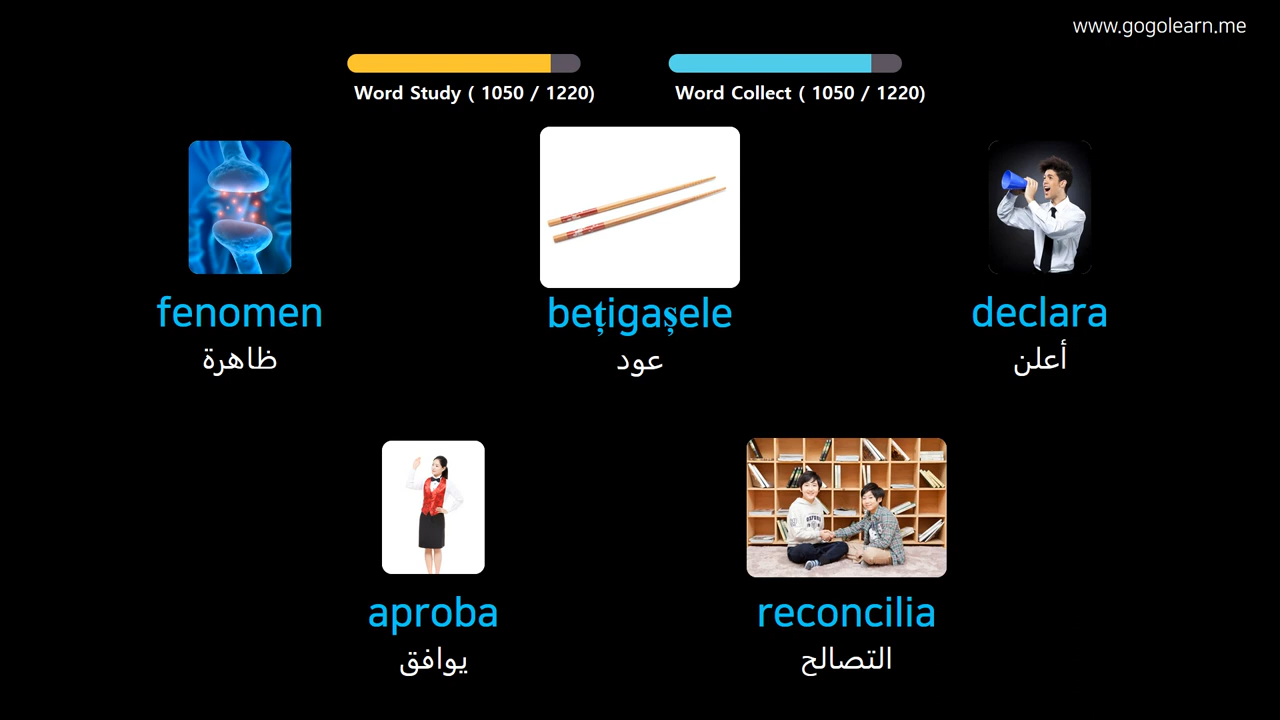 www.gogolearn.me
Word Study ( 1050 / 1220)
Word Collect ( 1050 / 1220)
fenomen
ظاهرة
bețigașele
عود
declara
أعلن
aproba
يوافق
reconcilia
التصالح